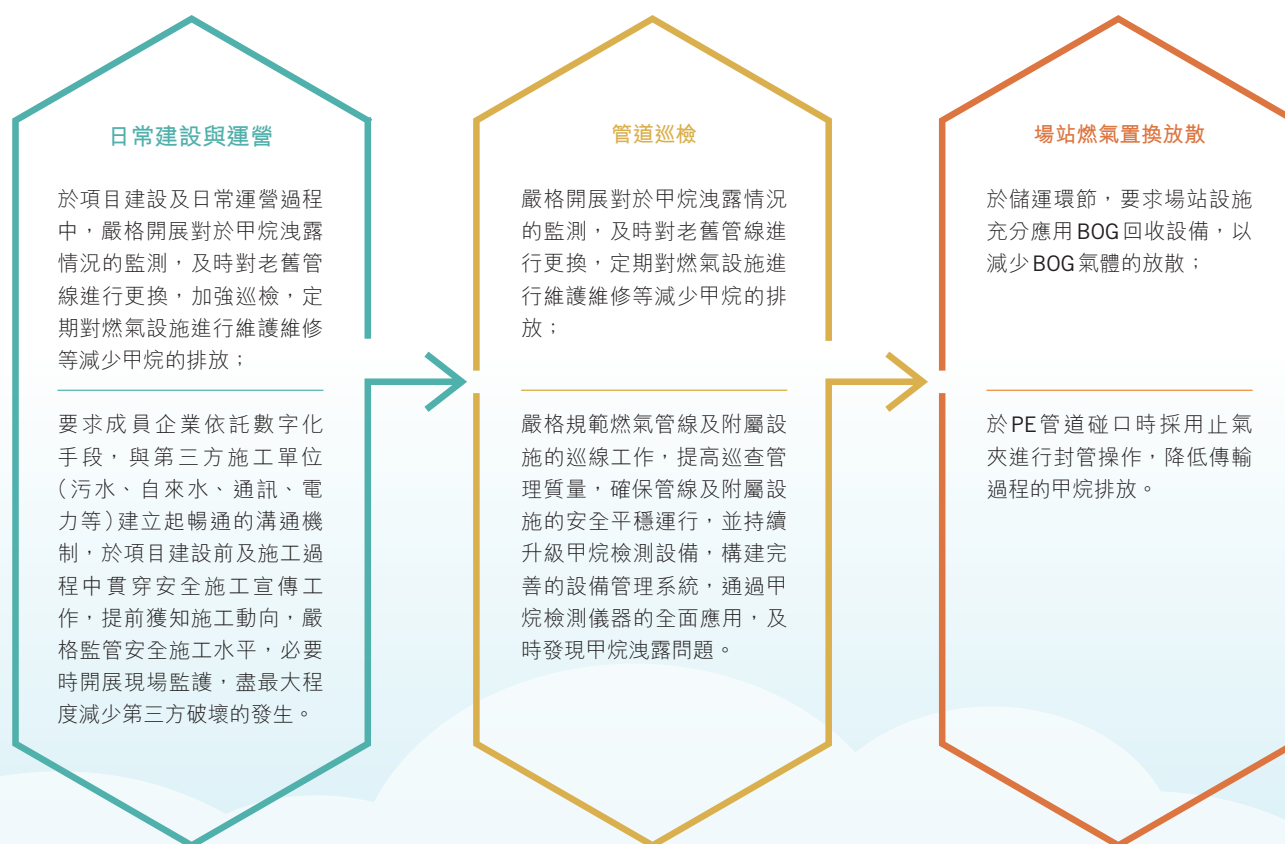 日常建設與運營
於項目建設及日常運營過程
中，嚴格開展對於甲烷洩露
情況的監測，及時對老舊管
線進行更換，加強巡檢，定
期對燃氣設施進行維護維修
等減少甲烷的排放；
要求成員企業依託數字化
手段，與第三方施工單位
（污水、自來水、通訊、電
力等）建立起暢通的溝通機
制，於項目建設前及施工過
程中貫穿安全施工宣傳工
作，提前獲知施工動向，嚴
格監管安全施工水平，必要
時開展現場監護，盡最大程
度減少第三方破壞的發生。
管道巡檢
嚴格開展對於甲烷洩露情況
的監測，及時對老舊管線進
行更換，定期對燃氣設施進
行維護維修等減少甲烷的排
放；
嚴格規範燃氣管線及附屬設
施的巡線工作，提高巡查管
理質量，確保管線及附屬設
施的安全平穩運行，並持續
升級甲烷檢測設備，構建完
善的設備管理系統，通過甲
烷檢測儀器的全面應用，及
時發現甲烷洩露問題。
場站燃氣置換放散
於儲運環節，要求場站設施
充分應用BOG回收設備，以
減少BOG氣體的放散；
於PE管道碰口時採用止氣
夾進行封管操作，降低傳輸
過程的甲烷排放。